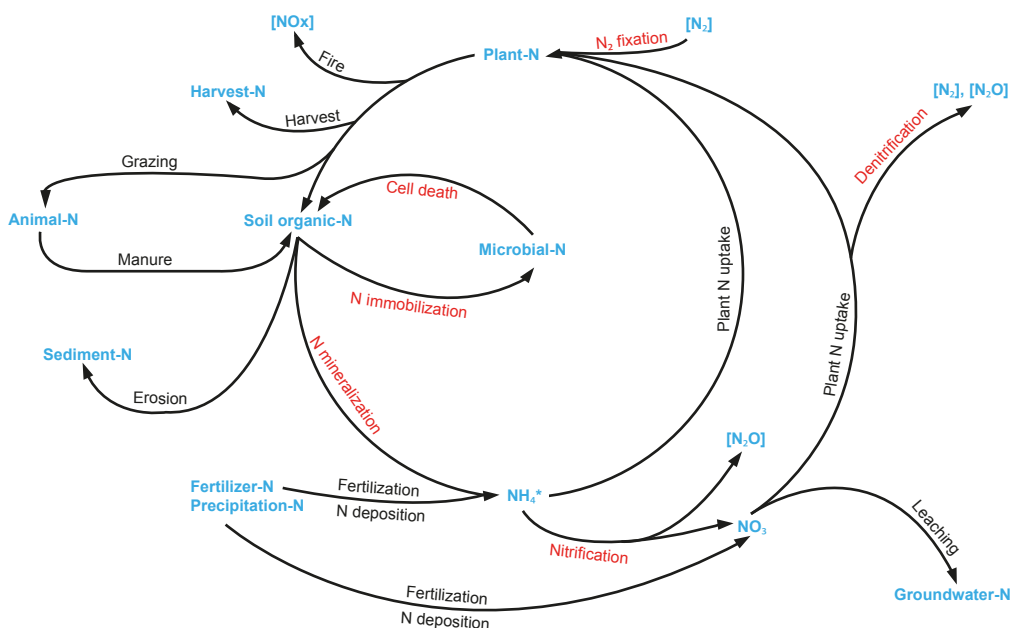 [NOx]
[N₂]
N₂ fixation
Plant-N
Fire
Harvest-N
[N₂], [N₂O]
Harvest
Denitrification
Grazing
Cell death
Animal-N
Soil organic-N
Microbial-N
Manure
N immobilization
Plant N uptake
Plant N uptake
N mineralization
Sediment-N
Erosion
[N₂O]
Fertilizer-N
Precipitation-N
Fertilization
N deposition
NH₄*
NO₃
Nitrification
Leaching
Fertilization
N deposition
Groundwater-N